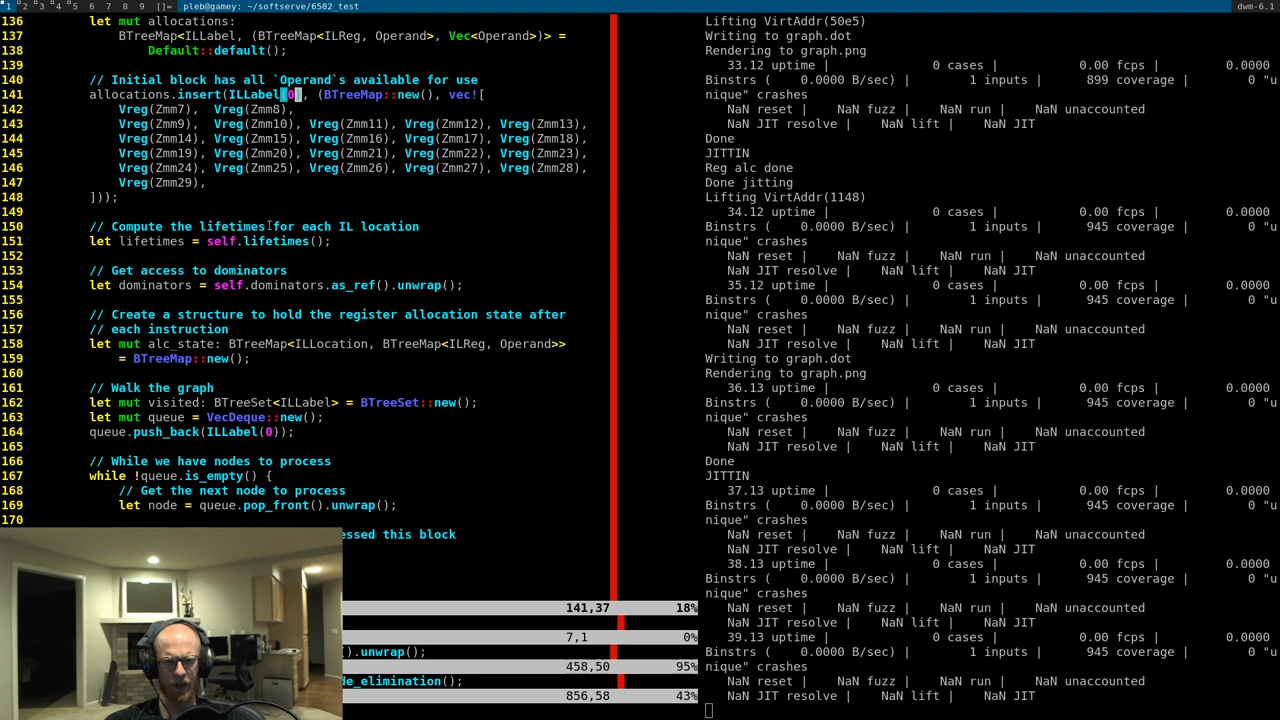 1 2 3 4 5 6 7 8 9 []= pleb@gamey: ~/softserve/6502_test dwm-6.1
136 let mut allocations:
137 BTreeMap<ILLabel, (BTreeMap<ILReg, Operand>, Vec<Operand>)> =
138 Default::default();
139
140 // Initial block has all `Operand`s available for use
141 allocations.insert(ILLabel(0), (BTreeMap::new(), vec![
142 Vreg(Zmm7), Vreg(Zmm8),
143 Vreg(Zmm9), Vreg(Zmm10), Vreg(Zmm11), Vreg(Zmm12), Vreg(Zmm13),
144 Vreg(Zmm14), Vreg(Zmm15), Vreg(Zmm16), Vreg(Zmm17), Vreg(Zmm18),
145 Vreg(Zmm19), Vreg(Zmm20), Vreg(Zmm21), Vreg(Zmm22), Vreg(Zmm23),
146 Vreg(Zmm24), Vreg(Zmm25), Vreg(Zmm26), Vreg(Zmm27), Vreg(Zmm28),
147 Vreg(Zmm29),
148 ]));
149
150 // Compute the lifetimes for each IL location
151 let lifetimes = self.lifetimes();
152
153 // Get access to dominators
154 let dominators = self.dominators.as_ref().unwrap();
155
156 // Create a structure to hold the register allocation state after
157 // each instruction
158 let mut alc_state: BTreeMap<ILLocation, BTreeMap<ILReg, Operand>>
159 = BTreeMap::new();
160
161 // Walk the graph
162 let mut visited: BTreeSet<ILLabel> = BTreeSet::new();
163 let mut queue = VecDeque::new();
164 queue.push_back(ILLabel(0));
165
166 // While we have nodes to process
167 while !queue.is_empty() {
168 // Get the next node to process
169 let node = queue.pop_front().unwrap();
170
essed this block
141,37 18%
7,1 0%
().unwrap();
458,50 95%
de_elimination();
856,58 43%
Lifting VirtAddr(50e5)
Writing to graph.dot
Rendering to graph.png
33.12 uptime | 0 cases | 0.00 fcps | 0.0000
Binstrs ( 0.0000 B/sec) | 1 inputs | 899 coverage | 0 "u
nique" crashes
NaN reset | NaN fuzz | NaN run | NaN unaccounted
NaN JIT resolve | NaN lift | NaN JIT
Done
JITTIN
Reg alc done
Done jitting
Lifting VirtAddr(1148)
34.12 uptime | 0 cases | 0.00 fcps | 0.0000
Binstrs ( 0.0000 B/sec) | 1 inputs | 945 coverage | 0 "u
nique" crashes
NaN reset | NaN fuzz | NaN run | NaN unaccounted
NaN JIT resolve | NaN lift | NaN JIT
35.12 uptime | 0 cases | 0.00 fcps | 0.0000
Binstrs ( 0.0000 B/sec) | 1 inputs | 945 coverage | 0 "u
nique" crashes
NaN reset | NaN fuzz | NaN run | NaN unaccounted
NaN JIT resolve | NaN lift | NaN JIT
Writing to graph.dot
Rendering to graph.png
36.13 uptime | 0 cases | 0.00 fcps | 0.0000
Binstrs ( 0.0000 B/sec) | 1 inputs | 945 coverage | 0 "u
nique" crashes
NaN reset | NaN fuzz | NaN run | NaN unaccounted
NaN JIT resolve | NaN lift | NaN JIT
Done
JITTIN
37.13 uptime | 0 cases | 0.00 fcps | 0.0000
Binstrs ( 0.0000 B/sec) | 1 inputs | 945 coverage | 0 "u
nique" crashes
NaN reset | NaN fuzz | NaN run | NaN unaccounted
NaN JIT resolve | NaN lift | NaN JIT
38.13 uptime | 0 cases | 0.00 fcps | 0.0000
Binstrs ( 0.0000 B/sec) | 1 inputs | 945 coverage | 0 "u
nique" crashes
NaN reset | NaN fuzz | NaN run | NaN unaccounted
NaN JIT resolve | NaN lift | NaN JIT
39.13 uptime | 0 cases | 0.00 fcps | 0.0000
Binstrs ( 0.0000 B/sec) | 1 inputs | 945 coverage | 0 "u
nique" crashes
NaN reset | NaN fuzz | NaN run | NaN unaccounted
NaN JIT resolve | NaN lift | NaN JIT